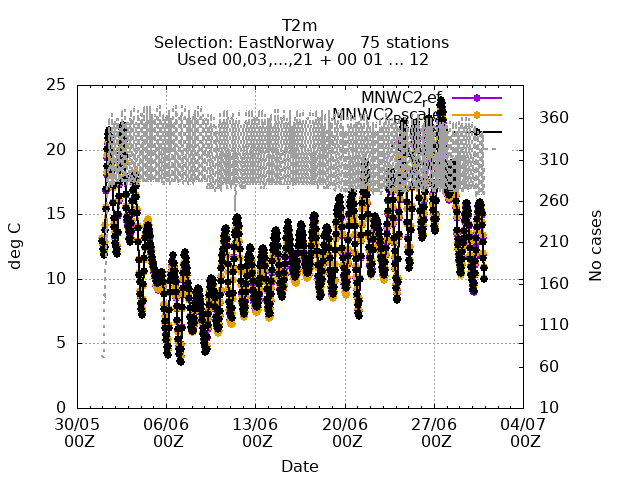 T2m
Selection: EastNorway 75 stations
Used 00,03,...,21 + 00 01 ... 12
25
20
15
10
5
0
360
310
260
210
160
110
60
10
deg C
No cases
MNWC2_ref
30/05 06/06 13/06 20/06 27/06 04/07
00Z 00Z 00Z 00Z 00Z 00Z
Date